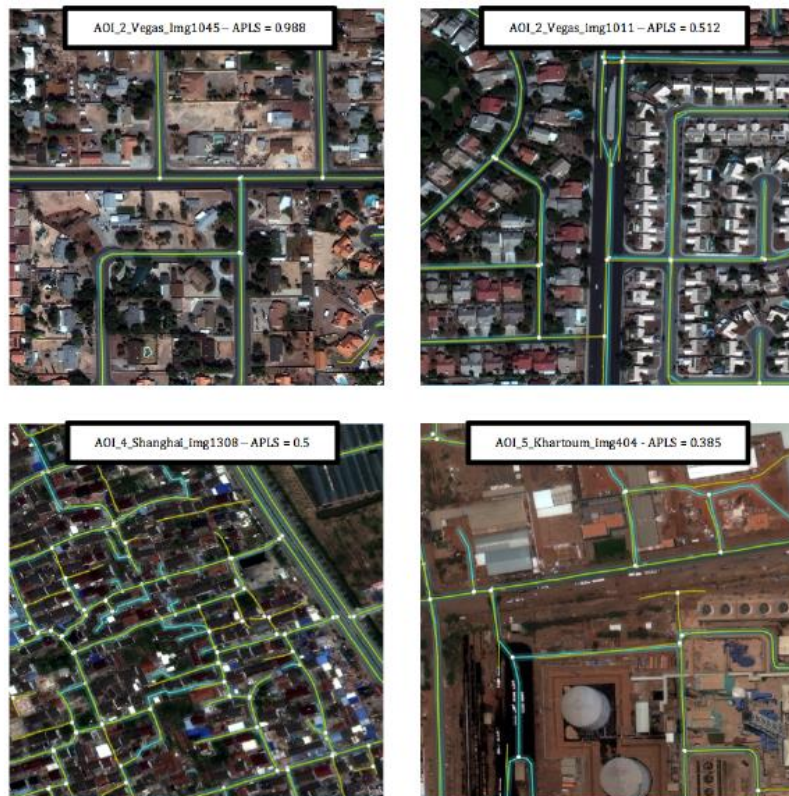 AOI_2_Vegas_Img1045 – APLS = 0.988
AOI_2_Vegas_img1011 – APLS = 0.512
AOI_4_Shanghai_img1308 – APLS = 0.5
AOI_5_Khartoum_img404 - APLS = 0.385